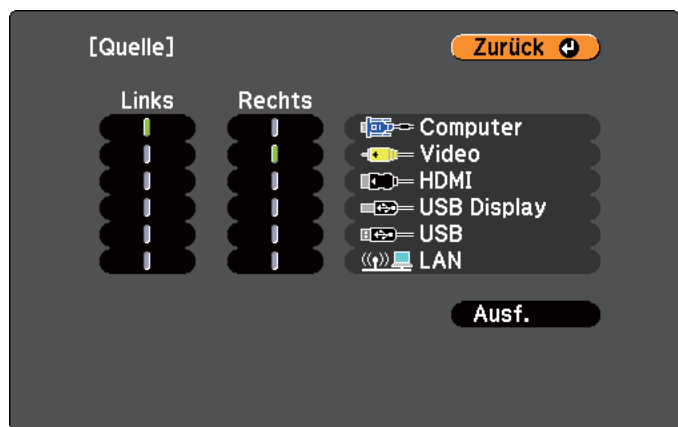 [Quelle] Zurück
Links Rechts
Computer
Video
HDMI
USB Display
USB
LAN
Ausf.